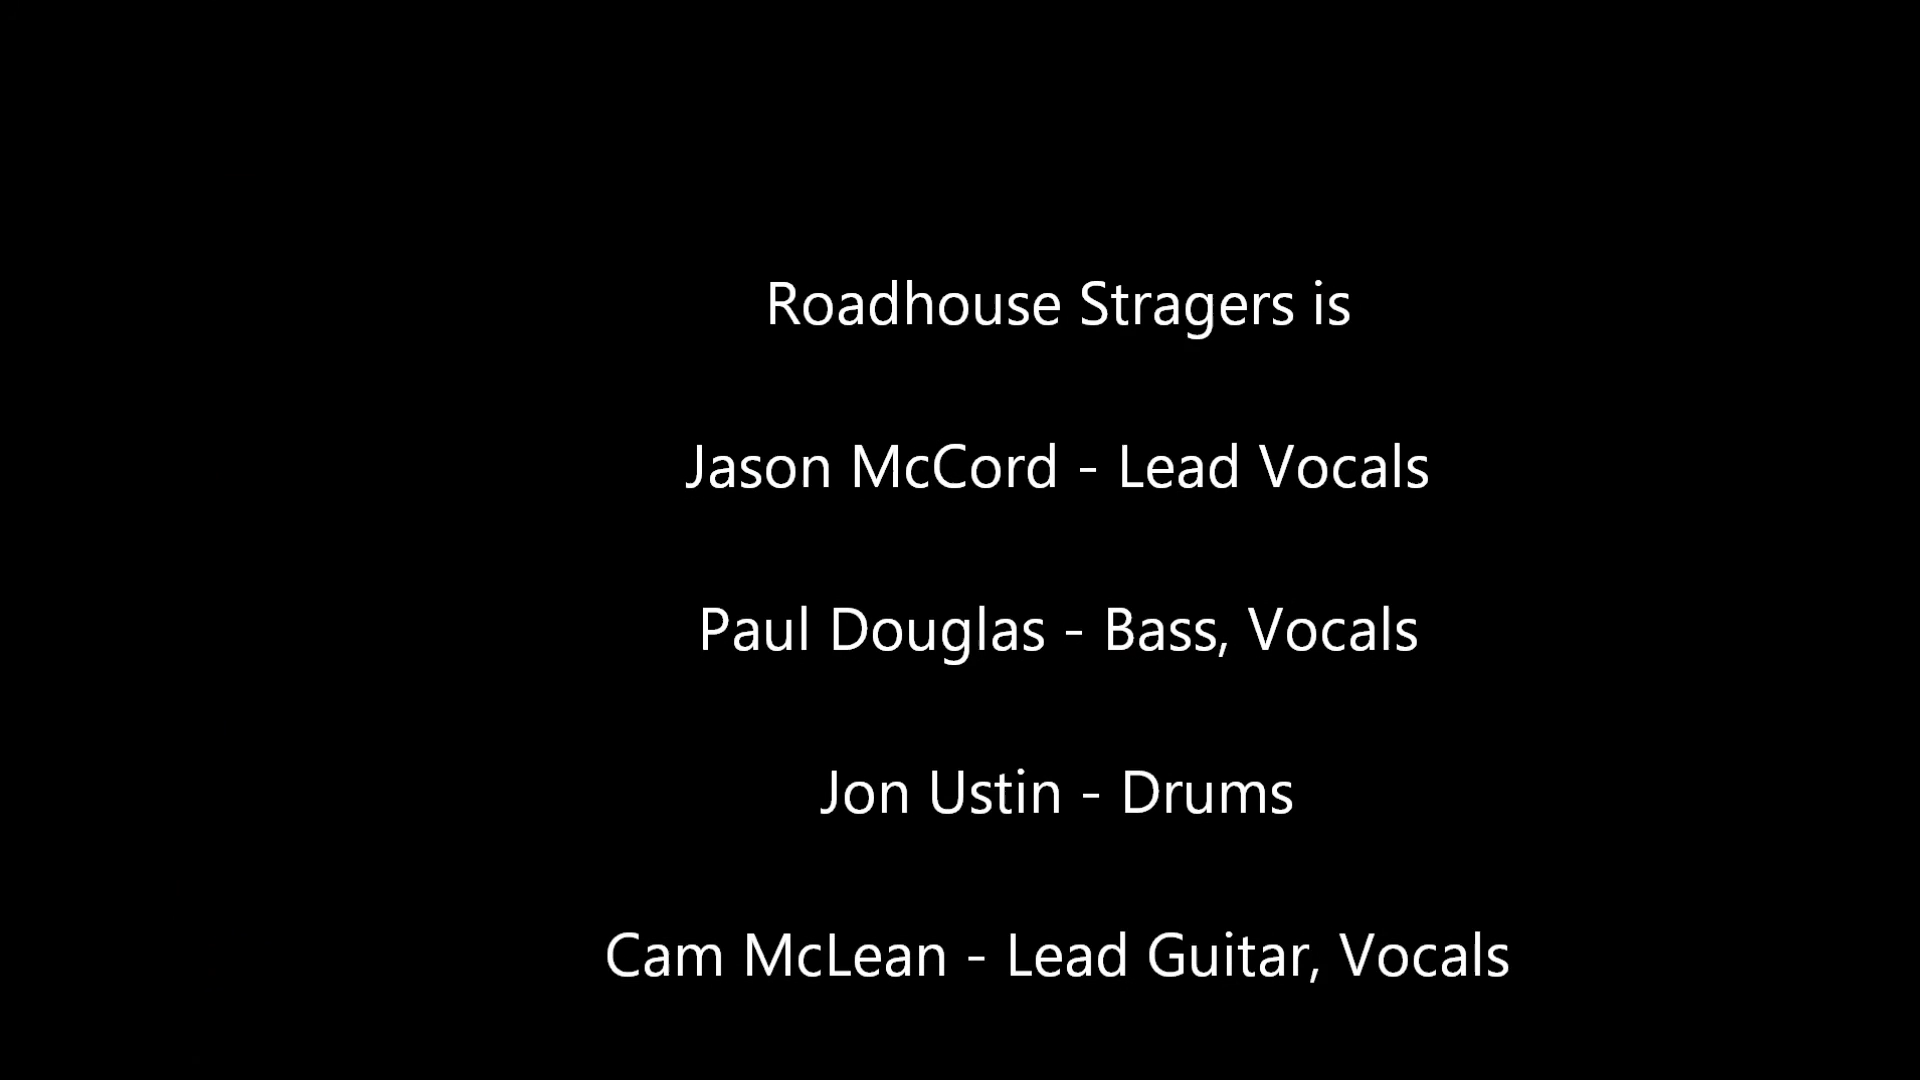 Roadhouse Stragers is
Jason McCord - Lead Vocals
Paul Douglas - Bass, Vocals
Jon Ustin - Drums
Cam McLean - Lead Guitar, Vocals